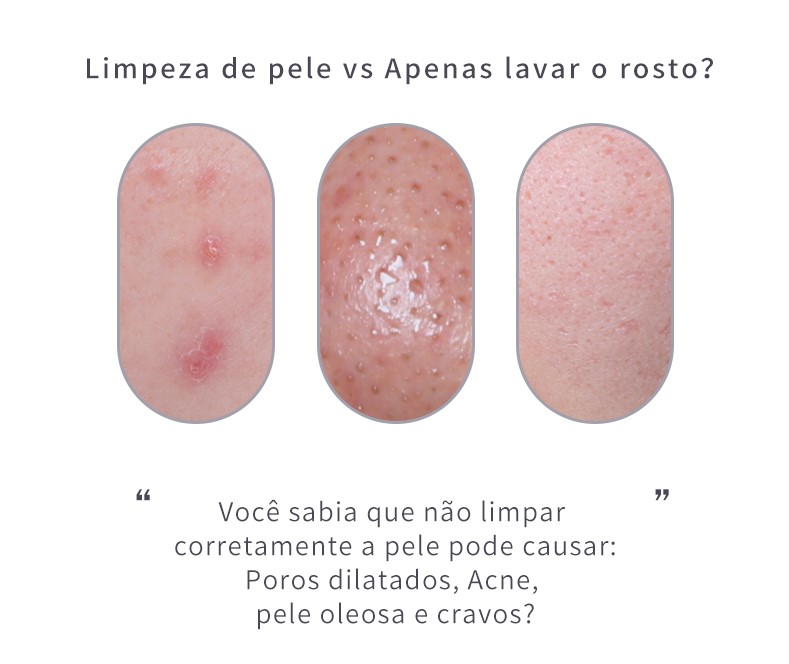 Limpeza de pele vs Apenas lavar o rosto?
“ Você sabia que não limpar ”
corretamente a pele pode causar:
Poros dilatados, Acne,
pele oleosa e cravos?